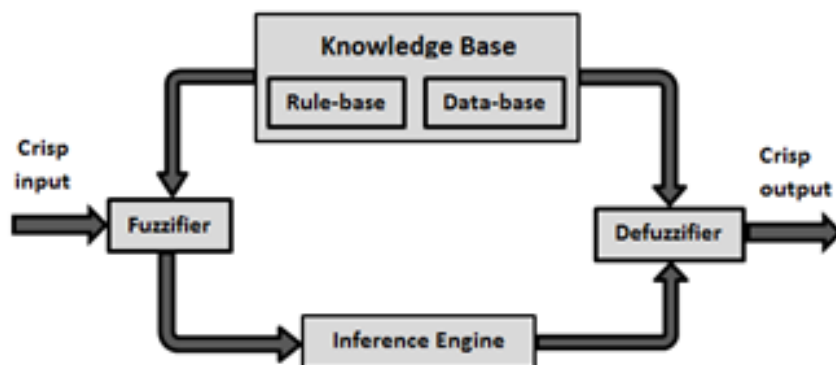 Knowledge Base
Rule-base
Data-base
Crisp
input
Crisp
output
Fuzzifier
Defuzzifier
Inference Engine